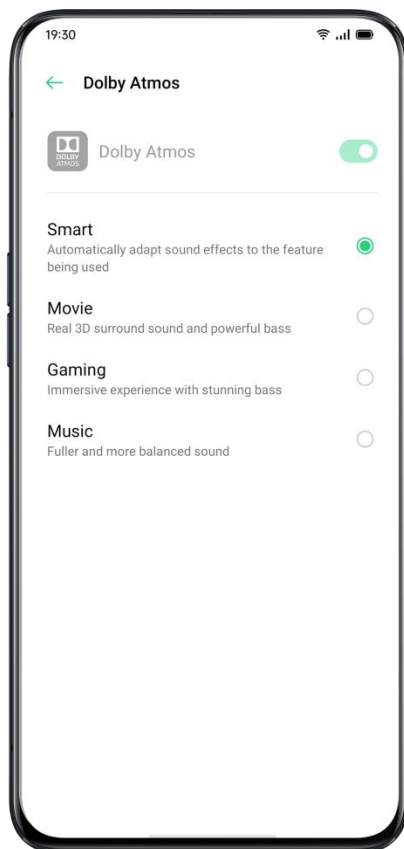 19:30
Dolby Atmos
DOLBY
ATMOS
Dolby Atmos
Smart
Automatically adapt sound effects to the feature
being used
Movie
Real 3D surround sound and powerful bass
Gaming
Immersive experience with stunning bass
Music
Fuller and more balanced sound